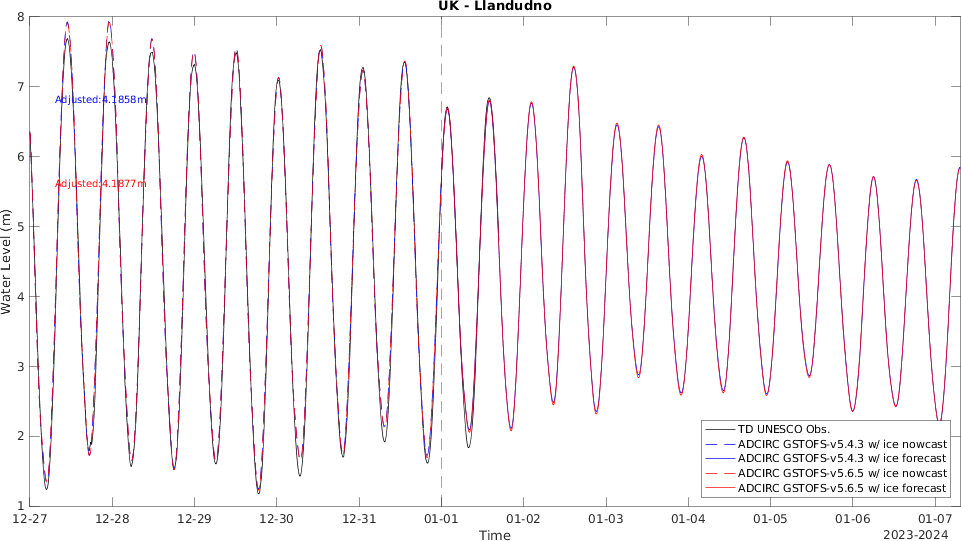 UK - Llandudno
8
7
6
5
4
3
2
1
Water Level (m)
Adjusted:4.1858m
Adjusted:4.1877m
TD UNESCO Obs.
ADCIRC GSTOFS-v5.4.3 w/ ice nowcast
ADCIRC GSTOFS-v5.4.3 w/ ice forecast
ADCIRC GSTOFS-v5.6.5 w/ ice nowcast
ADCIRC GSTOFS-v5.6.5 w/ ice forecast
12-27 12-28 12-29 12-30 12-31 01-01 01-02 01-03 01-04 01-05 01-06 01-07
Time
2023-2024